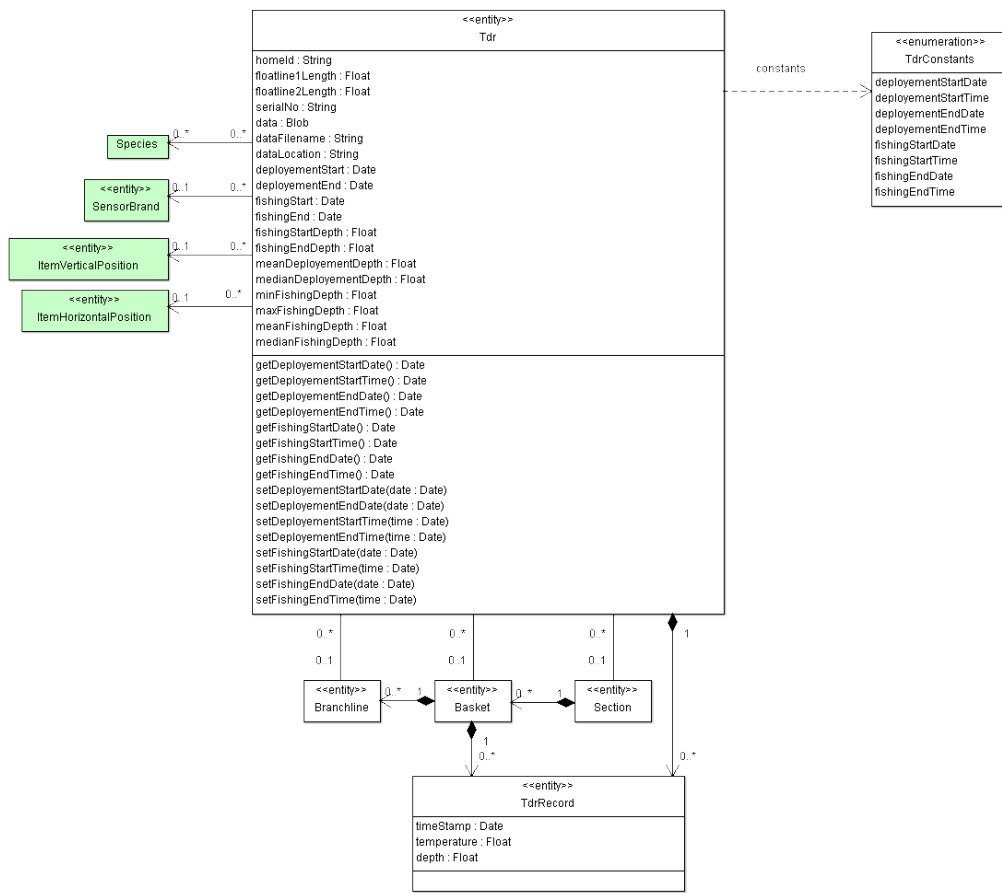 <<entity>>
Tdr
homeId : String
floatline1Length : Float
floatline2Length : Float
serialNo : String
data : Blob
dataFilename : String
dataLocation : String
deployementStart : Date
deployementEnd : Date
fishingStart : Date
fishingEnd : Date
fishingStartDepth : Float
fishingEndDepth : Float
meanDeployementDepth : Float
medianDeployementDepth : Float
minFishingDepth : Float
maxFishingDepth : Float
meanFishingDepth : Float
medianFishingDepth : Float
getDeployementStartDate() : Date
getDeployementStartTime() : Date
getDeployementEndDate() : Date
getDeployementEndTime() : Date
getFishingStartDate() : Date
getFishingStartTime() : Date
getFishingEndDate() : Date
getFishingEndTime() : Date
setDeployementStartDate(date : Date)
setDeployementEndDate(date : Date)
setDeployementStartTime(time : Date)
setDeployementEndTime(time : Date)
setFishingStartDate(date : Date)
setFishingStartTime(time : Date)
setFishingEndDate(date : Date)
setFishingEndTime(time : Date)
constants
<<enumeration>>
TdrConstants
deployementStartDate
deployementStartTime
deployementEndDate
deployementEndTime
fishingStartDate
fishingStartTime
fishingEndDate
fishingEndTime
Species
0..* 0..*
<<entity>>
SensorBrand
0..1 0..*
<<entity>>
ItemVerticalPosition
0..1 0..*
<<entity>>
ItemHorizontalPosition
0..1 0..*
0..* 0..* 0..* 1
0..1 0..1 0..1
<<entity>>
Branchline
0..* 1
<<entity>>
Basket
0..* 1
<<entity>>
Section
1
0..* 0..*
<<entity>>
TdrRecord
timeStamp : Date
temperature : Float
depth : Float